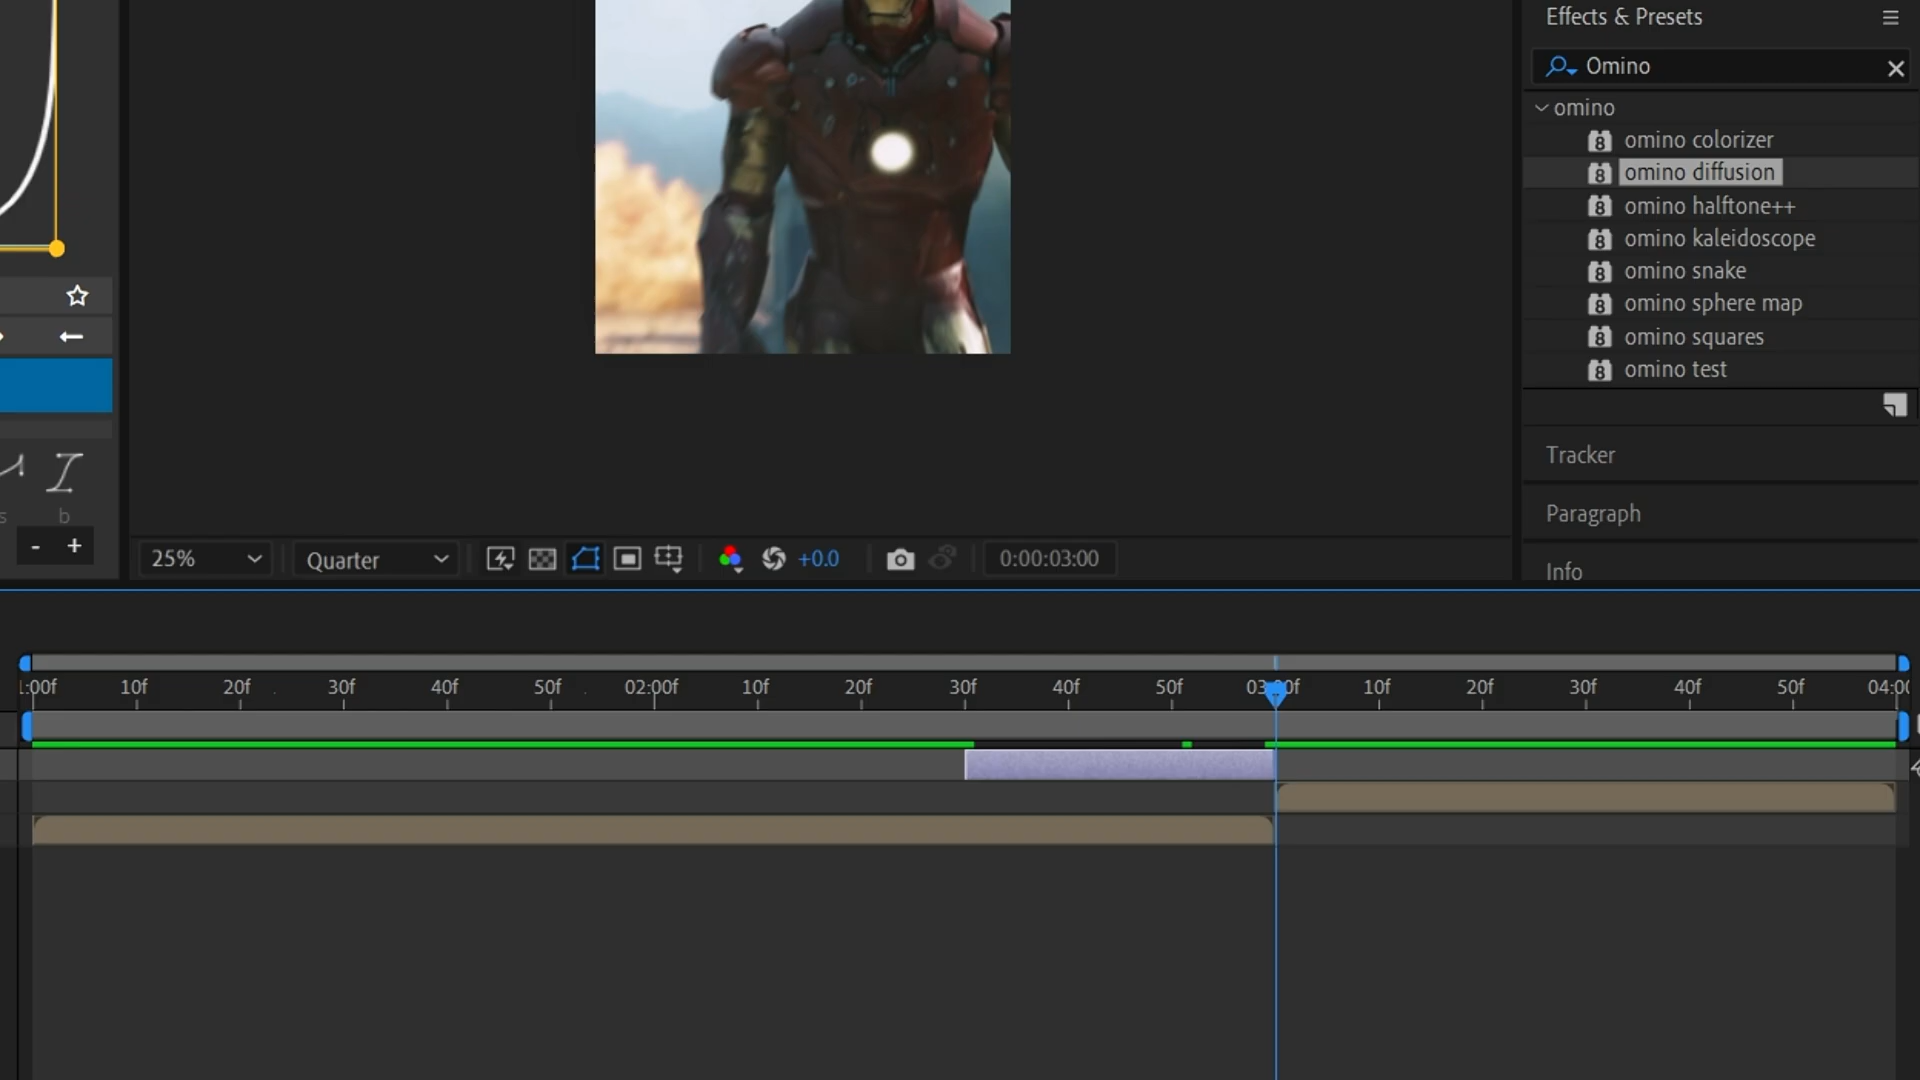 Effects & Presets
Omino
omino
omino colorizer
omino diffusion
omino halftone++
omino kaleidoscope
omino snake
omino sphere map
omino squares
omino test
Tracker
Paragraph
Info
s b
- +
25% Quarter +0.0 0:00:03:00
:00f 10f 20f 30f 40f 50f 02:00f 10f 20f 30f 40f 50f 03:00f 10f 20f 30f 40f 50f 04:00